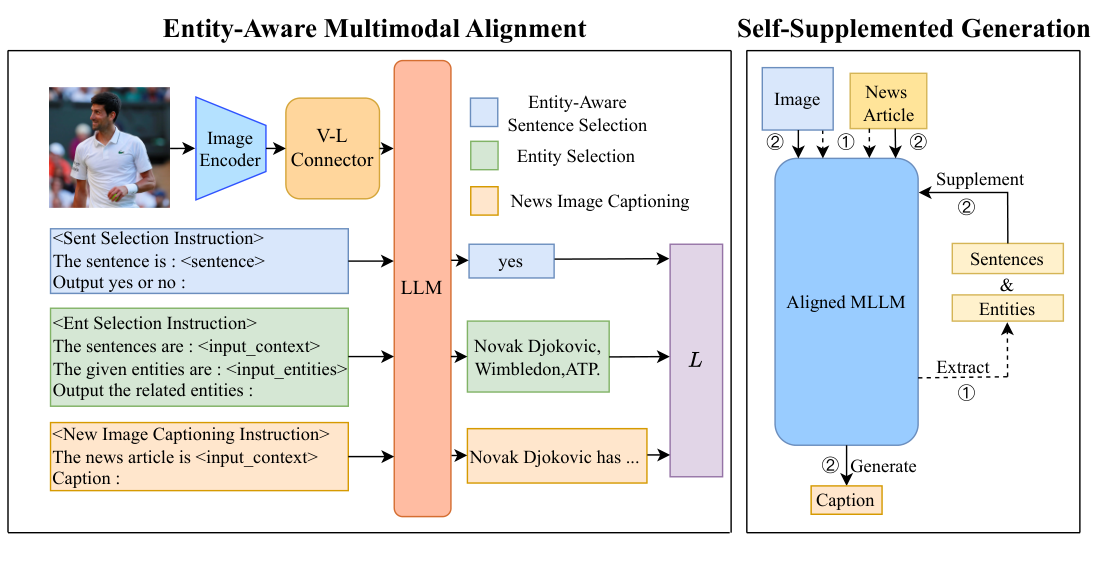 Entity-Aware Multimodal Alignment
Self-Supplemented Generation
Image
Encoder
V-L
Connector
LLM
Entity-Aware
Sentence Selection
Entity Selection
News Image Captioning
<Sent Selection Instruction>
The sentence is : <sentence>
Output yes or no :
yes
<Ent Selection Instruction>
The sentences are : <input_context>
The given entities are : <input_entities>
Output the related entities :
Novak Djokovic,
Wimbledon,ATP.
<New Image Captioning Instruction>
The news article is <input_context>
Caption :
Novak Djokovic has ...
L
Image
News
Article
② ① ②
Supplement
②
Sentences
&
Entities
Aligned MLLM
Extract
①
② Generate
Caption